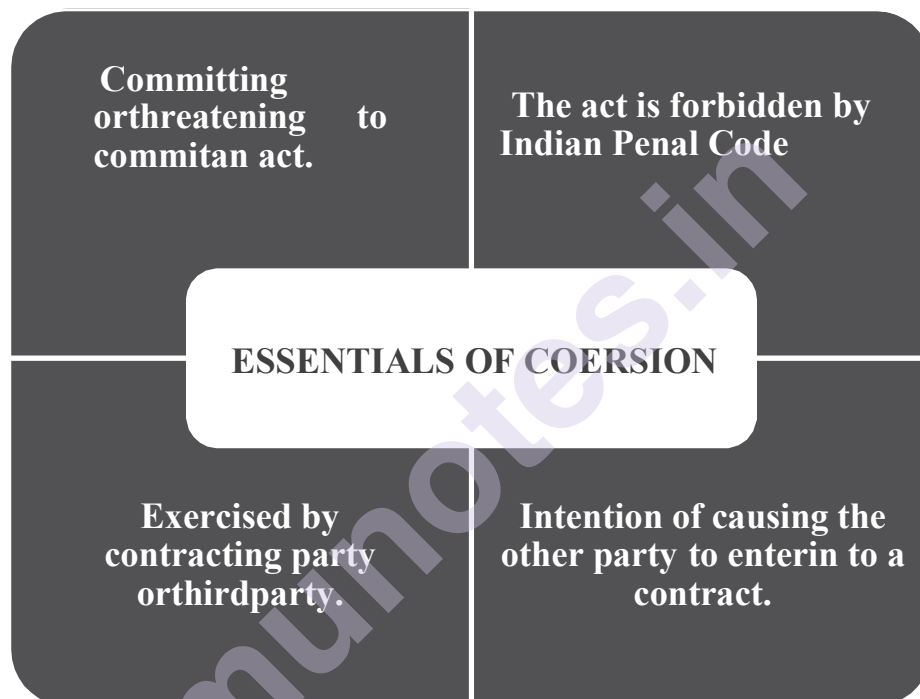 Committing
orthreatening to
commitan act.
The act is forbidden by
Indian Penal Code
ESSENTIALS OF COERSION
Exercised by
contracting party
orthirdparty.
Intention of causing the
other party to enterin to a
contract.
munotes.in